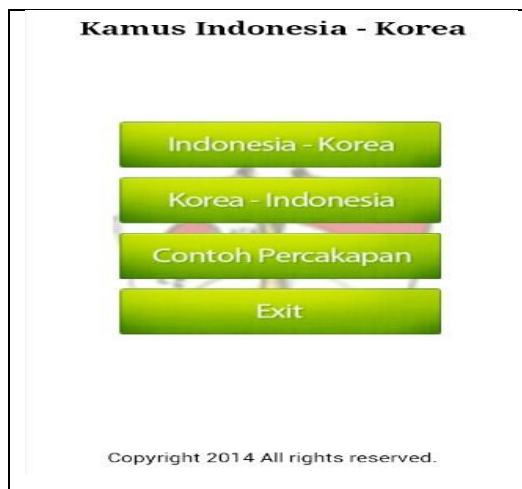 Kamus Indonesia - Korea
Indonesia - Korea
Korea - Indonesia
Contoh Percakapan
Exit
Copyright 2014 All rights reserved.